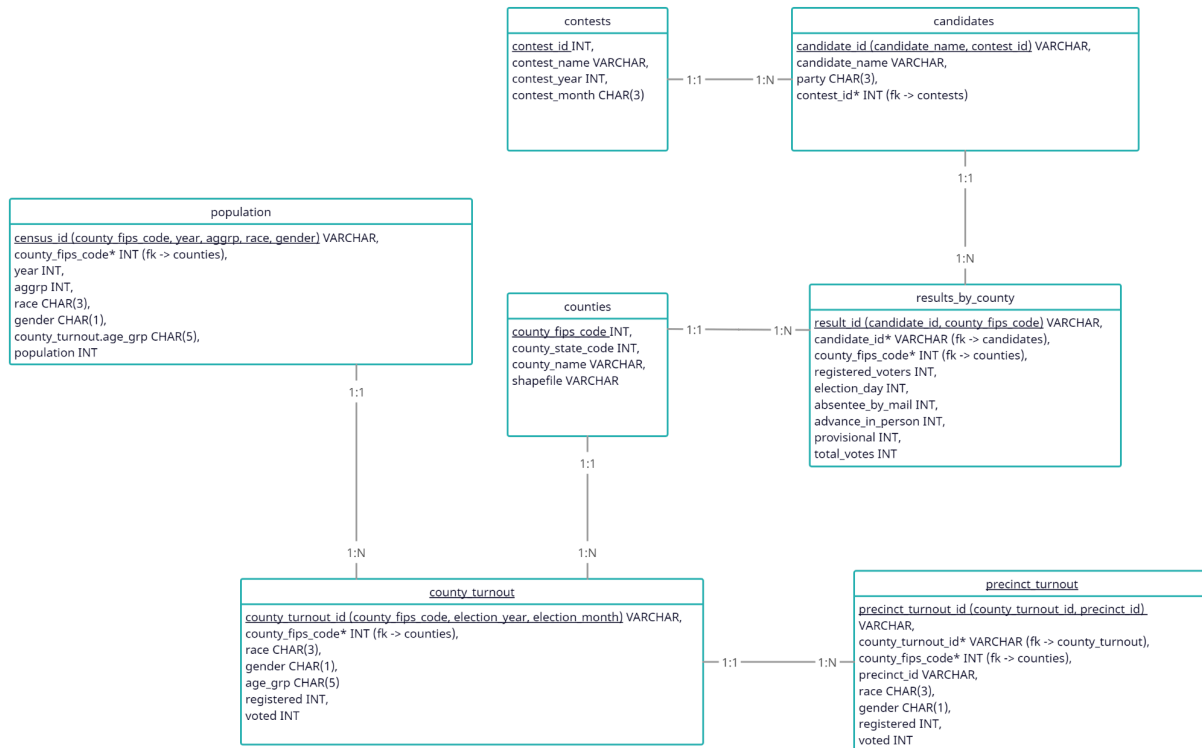 contests
contest_id INT,
contest_name VARCHAR,
contest_year INT,
contest_month CHAR(3)
1:1
1:N
candidates
candidate_id (candidate_name, contest_id) VARCHAR,
candidate_name VARCHAR,
party CHAR(3),
contest_id* INT (fk -> contests)
1:1
1:N
population
census_id (county_fips_code, year, aggrp, race, gender) VARCHAR,
county_fips_code* INT (fk -> counties),
year INT,
aggrp INT,
race CHAR(3),
gender CHAR(1),
county_turnout.age_grp CHAR(5),
population INT
1:1
1:N
counties
county_fips_code INT,
county_state_code INT,
county_name VARCHAR,
shapefile VARCHAR
1:1
1:N
results_by_county
result_id (candidate_id, county_fips_code) VARCHAR,
candidate_id* VARCHAR (fk -> candidates),
county_fips_code* INT (fk -> counties),
registered_voters INT,
election_day INT,
absentee_by_mail INT,
advance_in_person INT,
provisional INT,
total_votes INT
1:1
1:N
county_turnout
county_turnout_id (county_fips_code, election_year, election_month) VARCHAR,
county_fips_code* INT (fk -> counties),
race CHAR(3),
gender CHAR(1),
age_grp CHAR(5)
registered INT,
voted INT
1:1
1:N
precinct_turnout
precinct_turnout_id (county_turnout_id, precinct_id)
VARCHAR,
county_turnout_id* VARCHAR (fk -> county_turnout),
county_fips_code* INT (fk -> counties),
precinct_id VARCHAR,
race CHAR(3),
gender CHAR(1),
registered INT,
voted INT